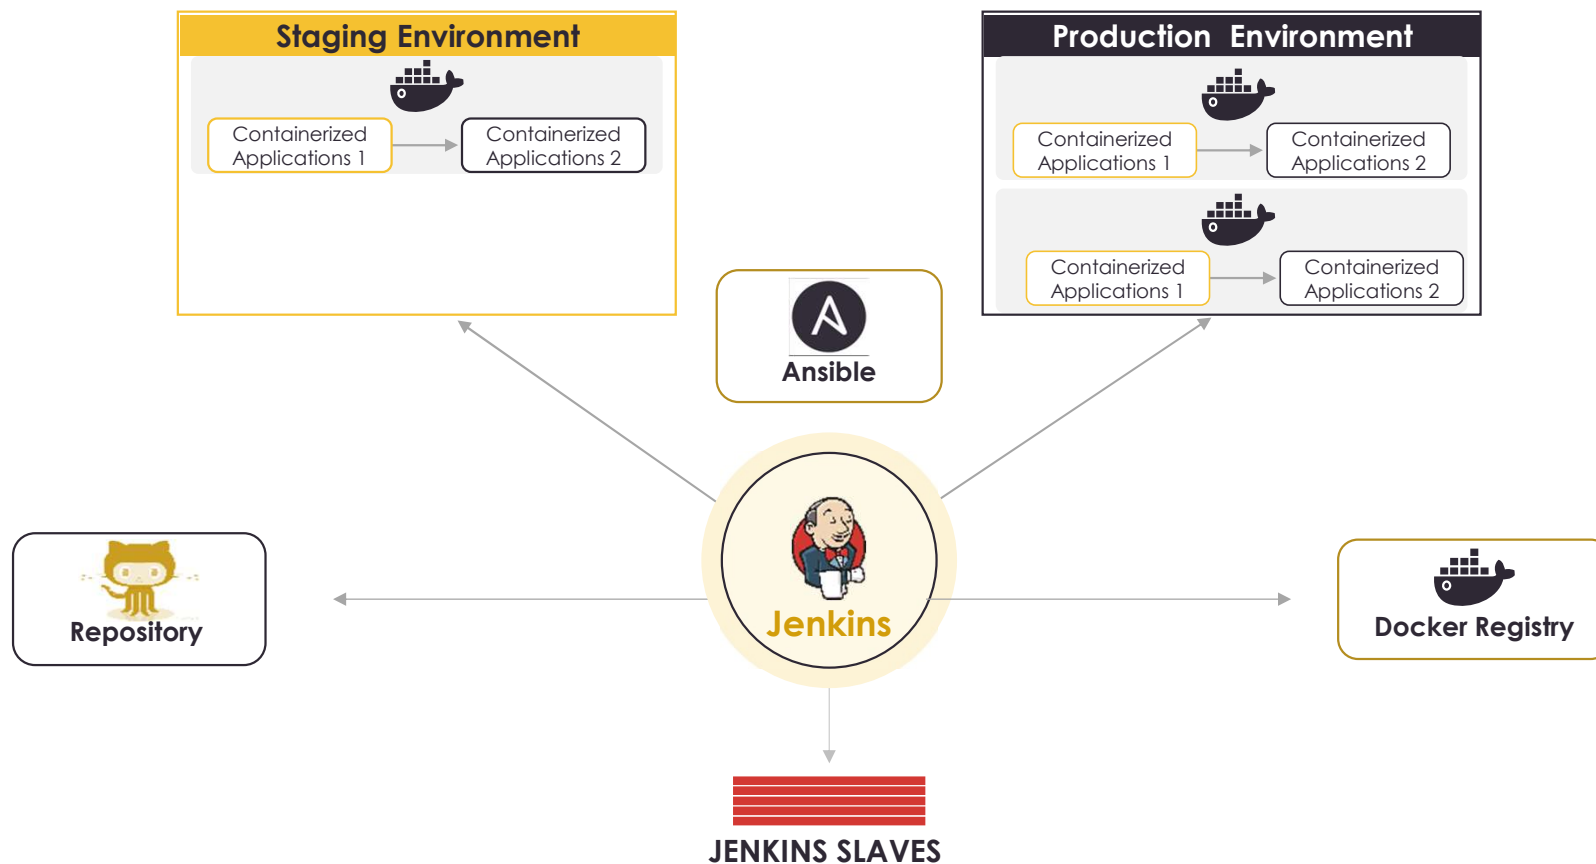 Staging Environment
Containerized
Applications 1
Containerized
Applications 2
Production Environment
Containerized
Applications 1
Containerized
Applications 2
Containerized
Applications 1
Containerized
Applications 2
Ansible
Repository
Jenkins
Docker Registry
JENKINS SLAVES